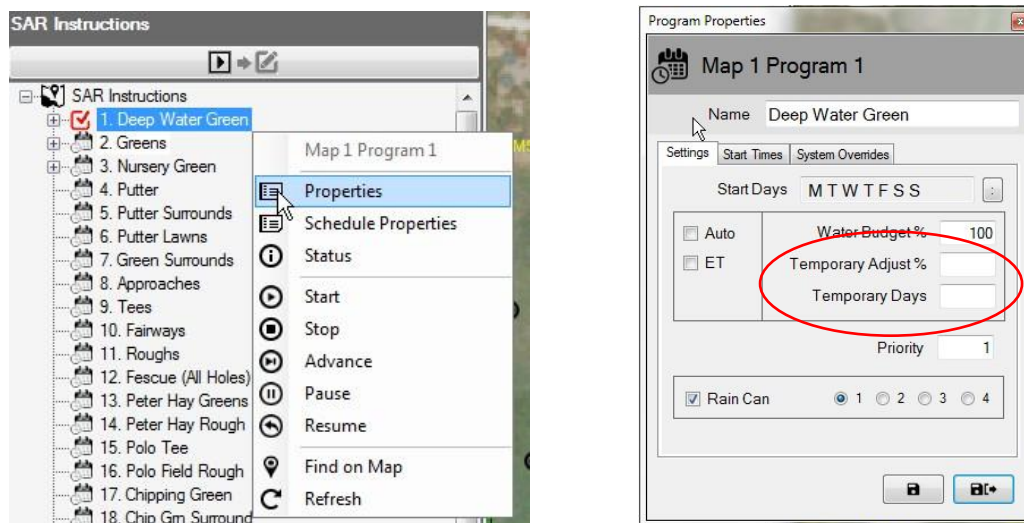 SAR Instructions
SAR Instructions
1. Deep Water Green
2. Greens
3. Nursery Green
4. Putter
5. Putter Surrounds
6. Putter Lawns
7. Green Surrounds
8. Approaches
9. Tees
10. Fairways
11. Roughs
12. Fescue (All Holes)
13. Peter Hay Greens
14. Peter Hay Rough
15. Polo Tee
16. Polo Field Rough
17. Chipping Green
18. Chip Grn Surround
Map 1 Program 1
Properties
Schedule Properties
Status
Start
Stop
Advance
Pause
Resume
Find on Map
Refresh
Program Properties
Map 1 Program 1
Name Deep Water Green
Settings Start Times System Overrides
Start Days M T W T F S S :
Auto Water Budget % 100
ET Temporary Adjust %
Temporary Days
Priority 1
Rain Can 1 2 3 4